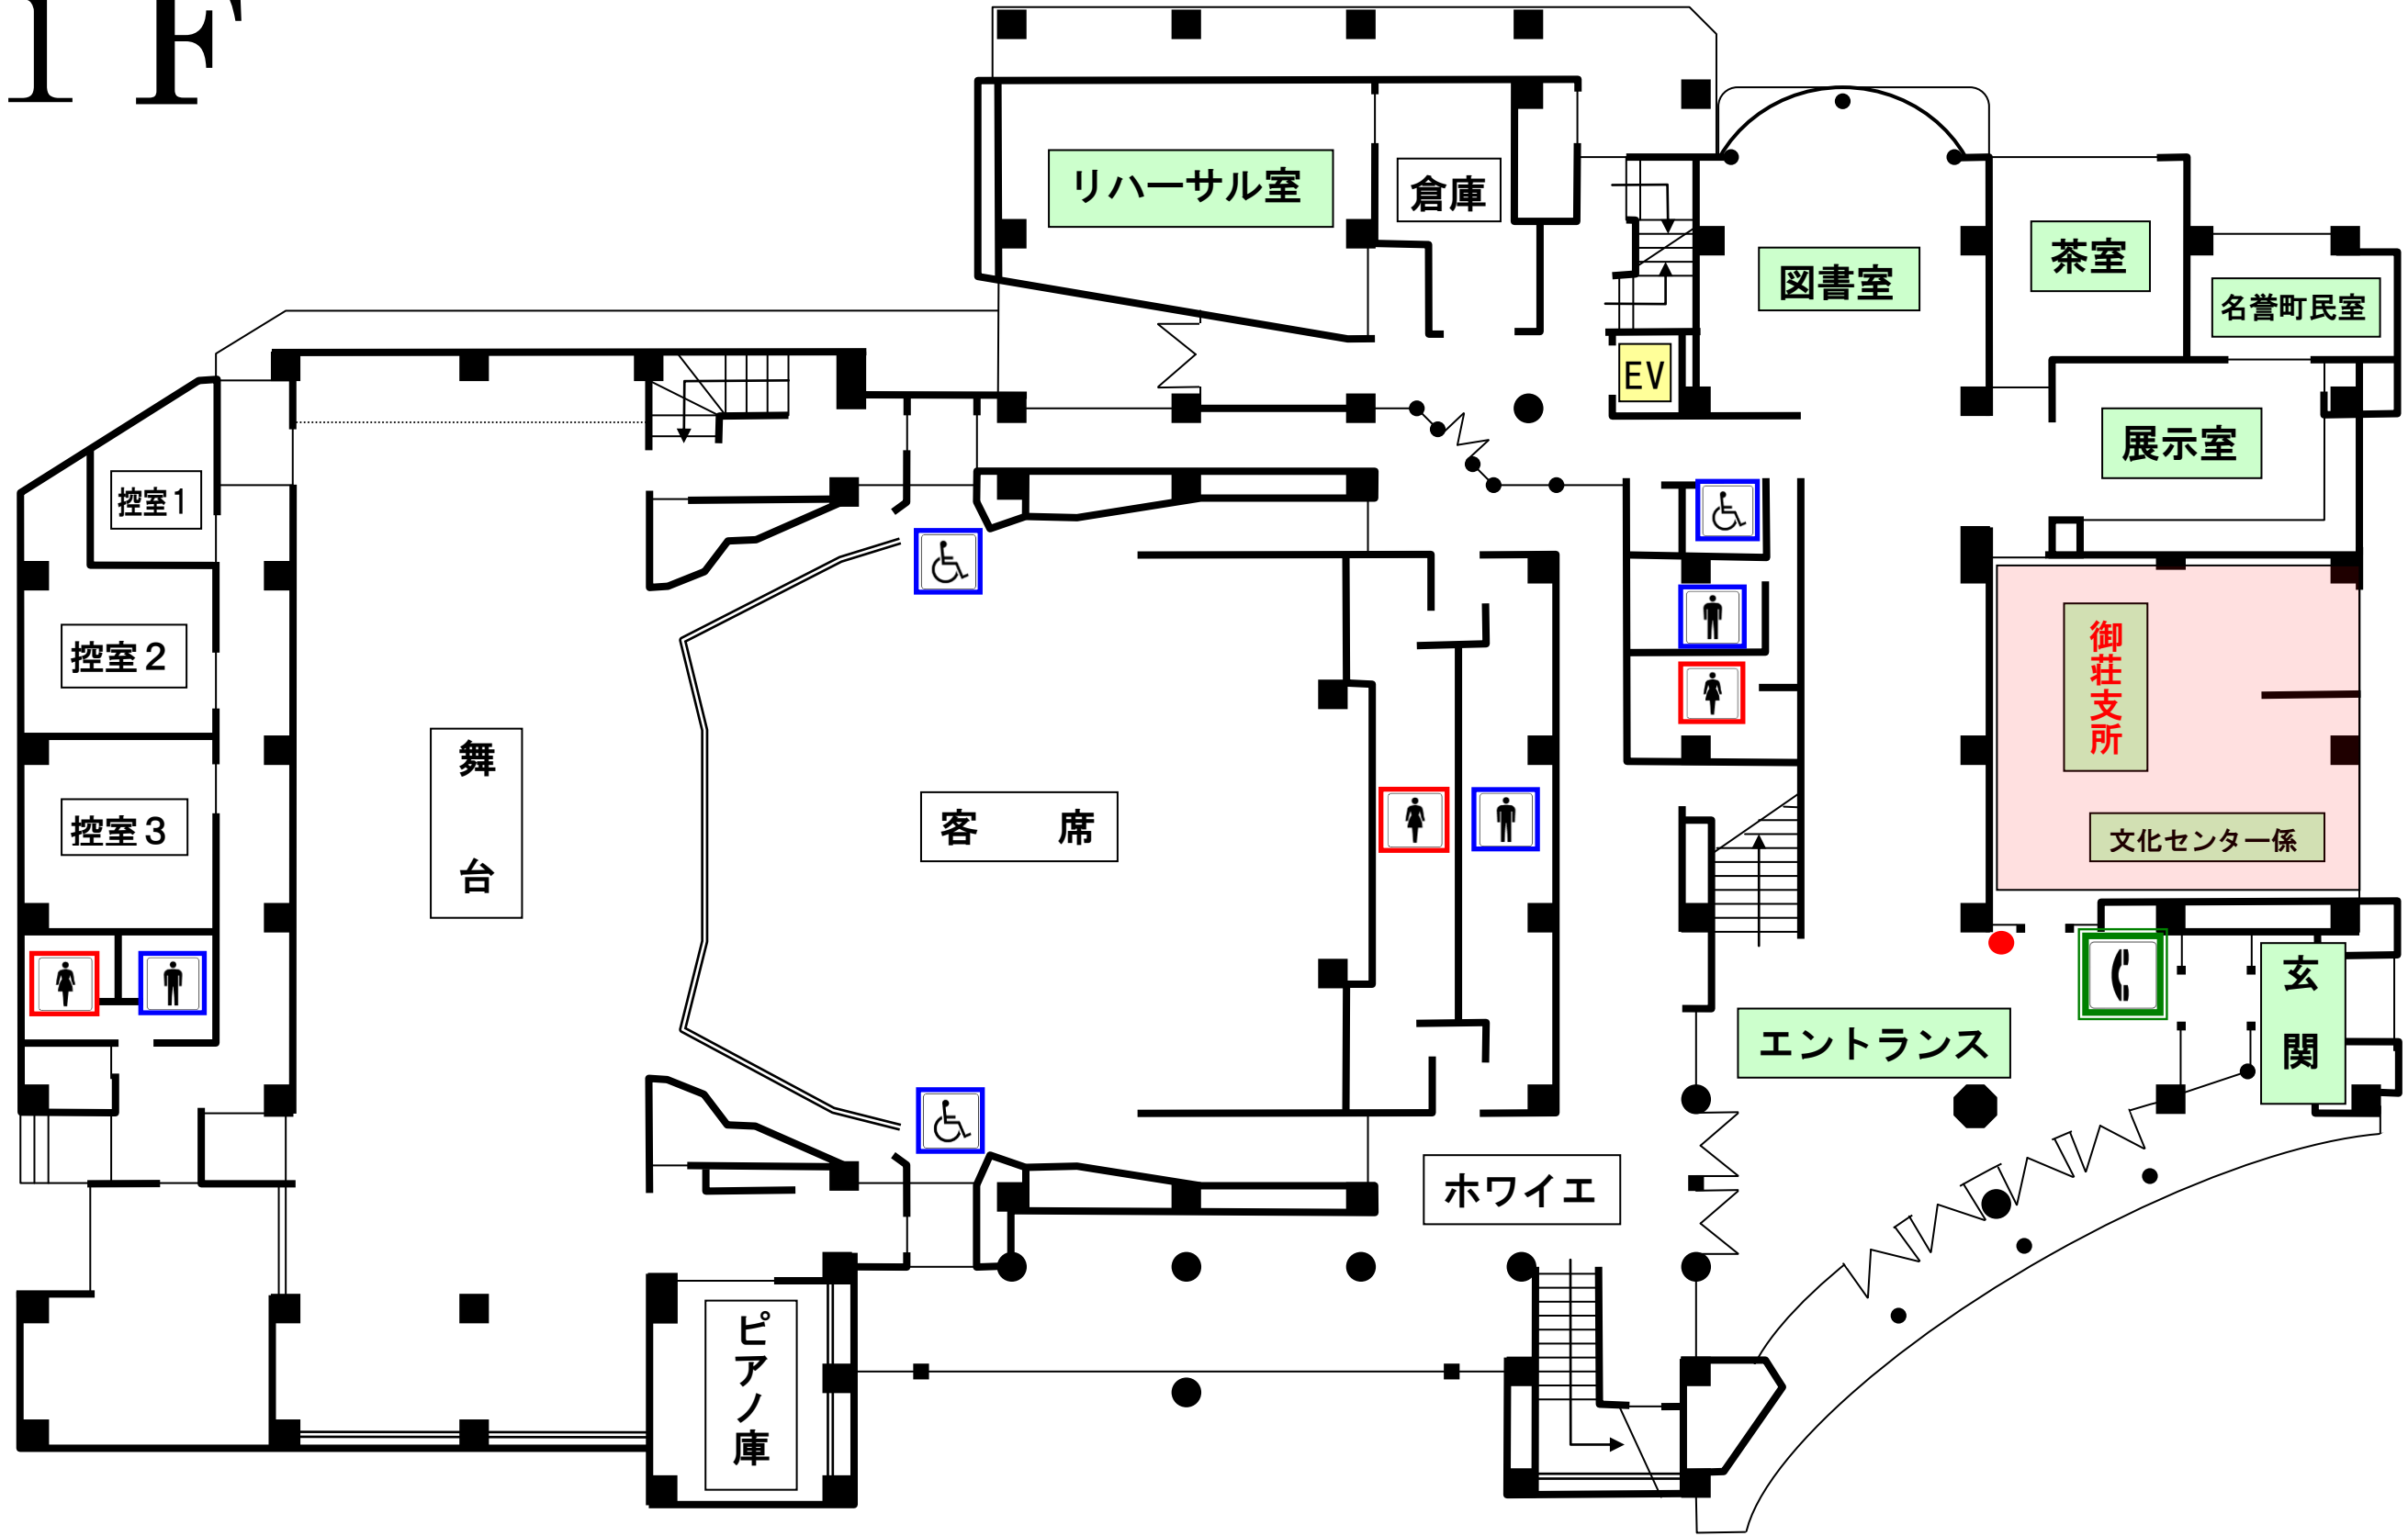 1F
リハーサル室
倉庫
図書室
茶室
名誉町民室
EV
展示室
控室1
控室2
控室3
舞台
客　席
御荘支所
文化センター係
エントランス
玄関
ホワイエ
ピアノ庫